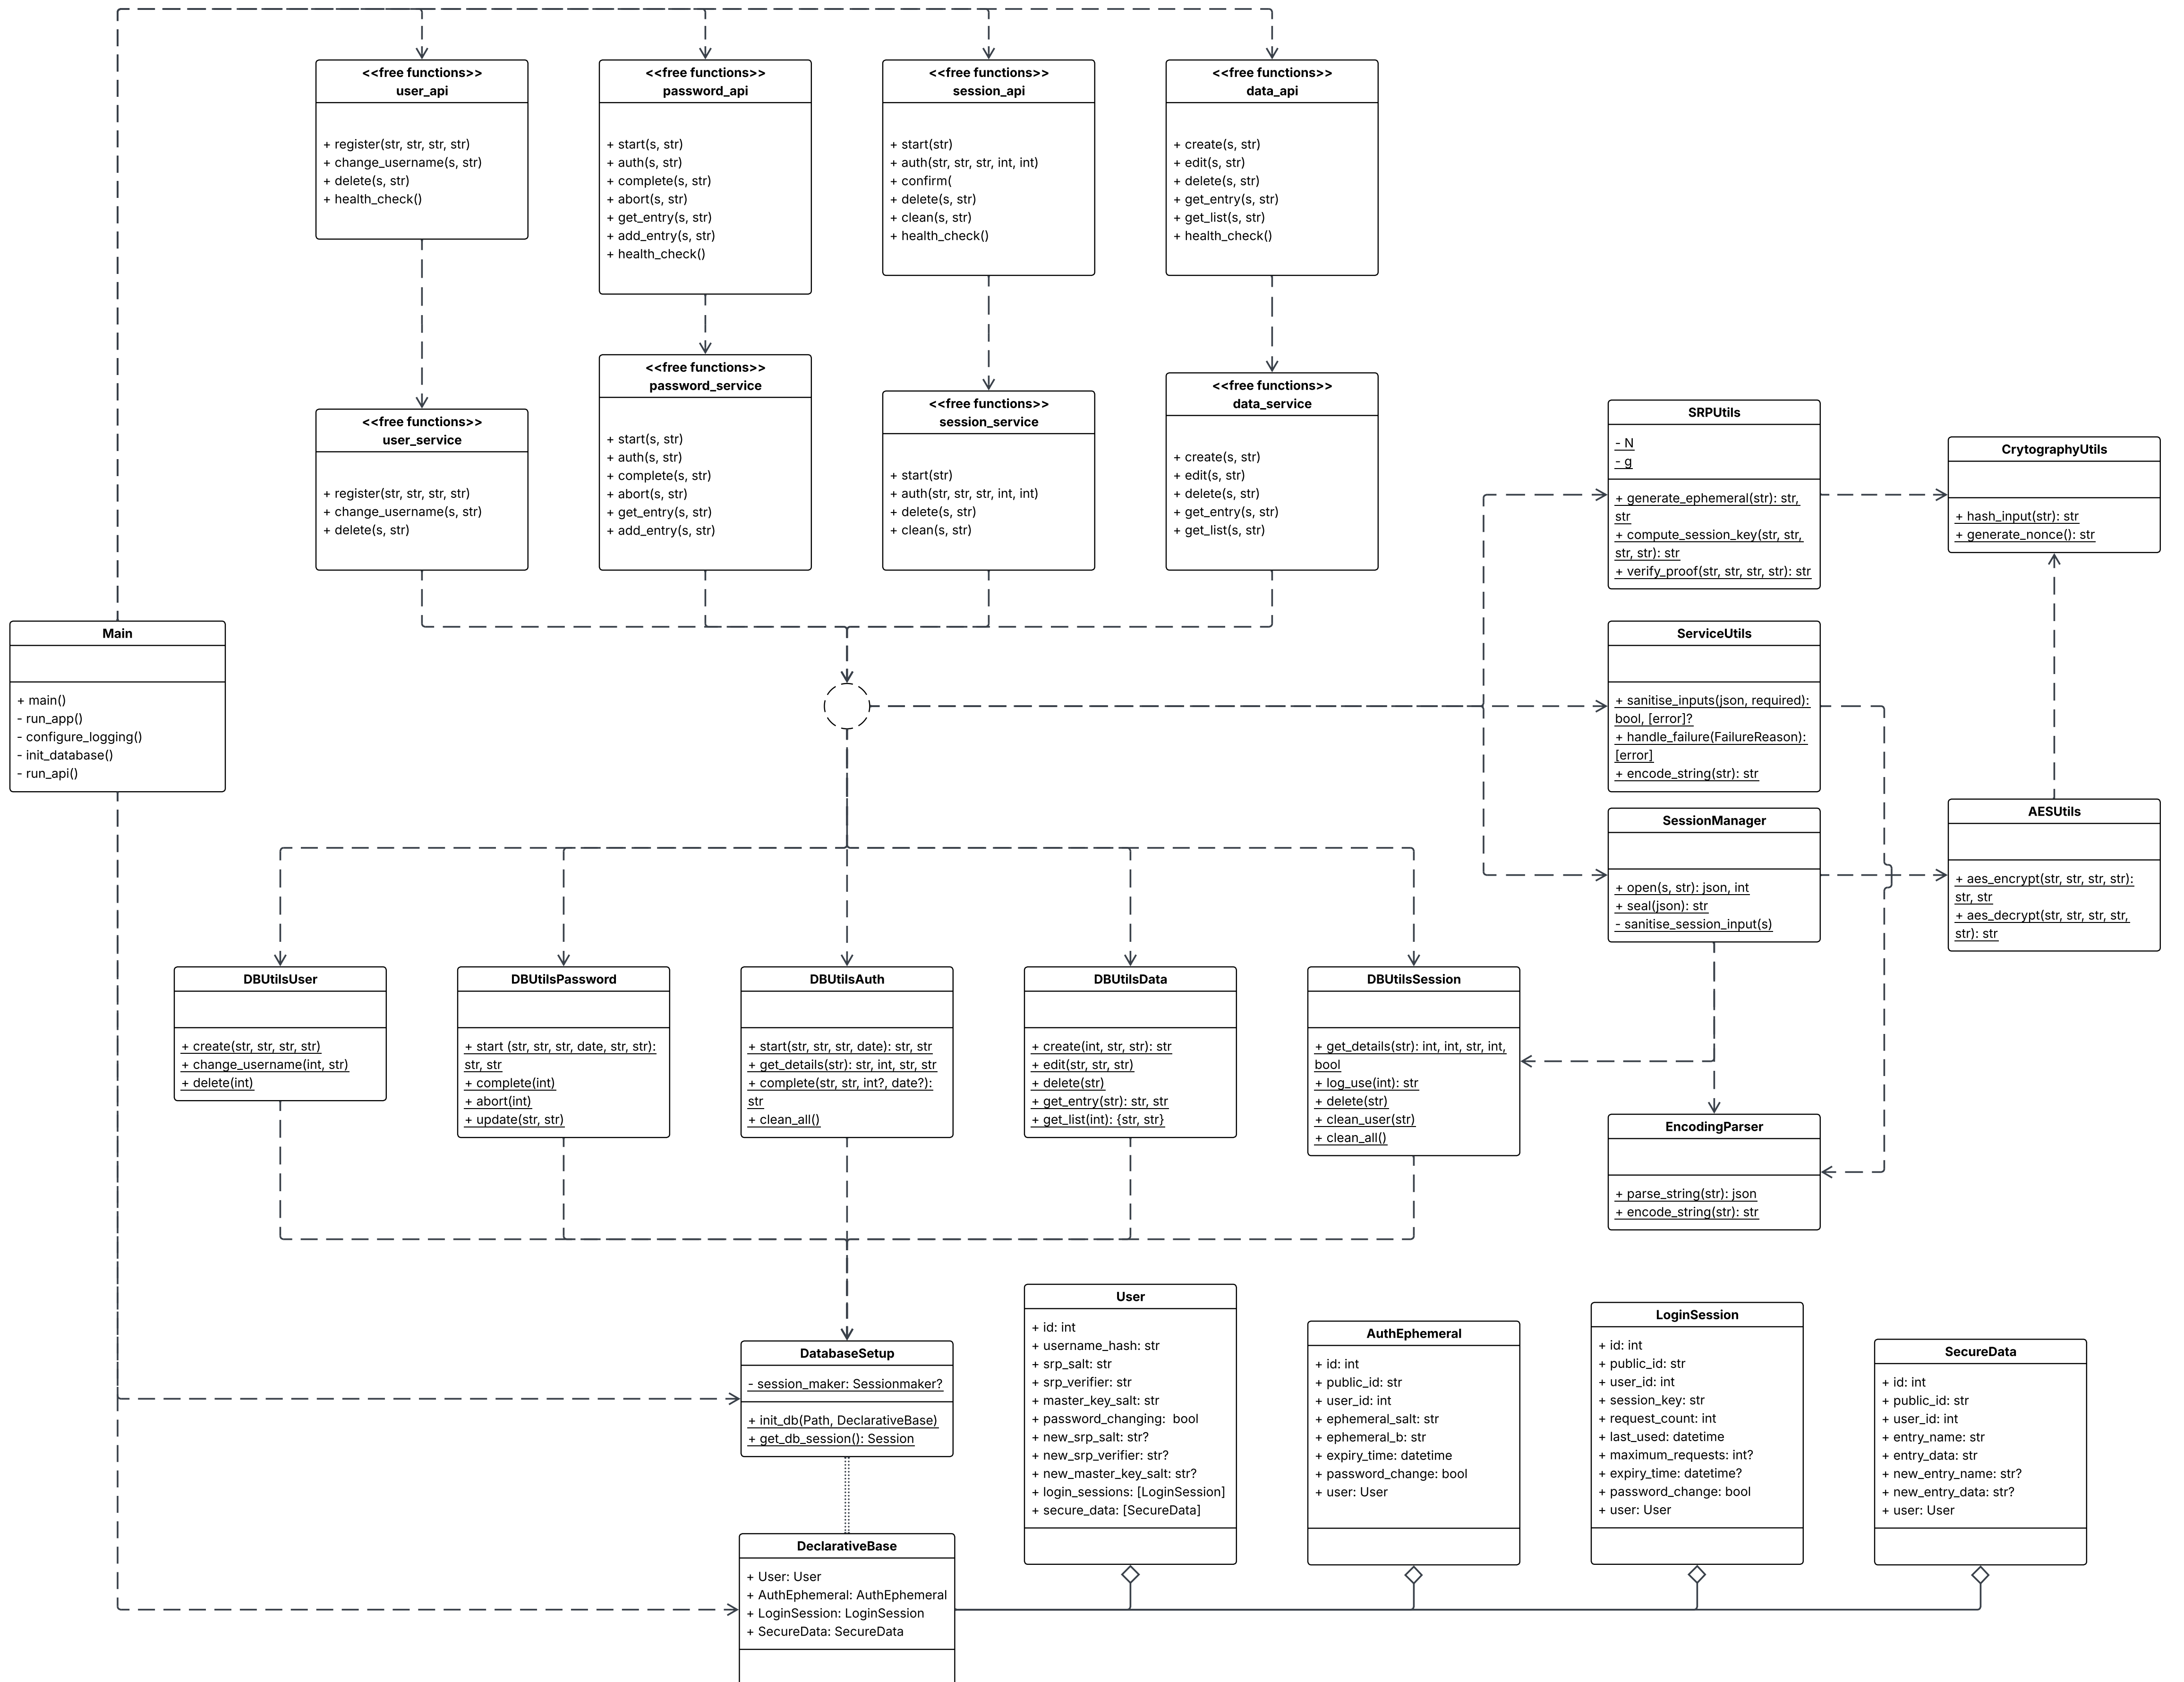 <<free functions>>
user_api
+ register(str, str, str, str)
+ change_username(s, str)
+ delete(s, str)
+ health_check()
<<free functions>>
password_api
+ start(s, str)
+ auth(s, str)
+ complete(s, str)
+ abort(s, str)
+ get_entry(s, str)
+ add_entry(s, str)
+ health_check()
<<free functions>>
session_api
+ start(str)
+ auth(str, str, str, int, int)
+ confirm(
+ delete(s, str)
+ clean(s, str)
+ health_check()
<<free functions>>
data_api
+ create(s, str)
+ edit(s, str)
+ delete(s, str)
+ get_entry(s, str)
+ get_list(s, str)
+ health_check()
<<free functions>>
user_service
+ register(str, str, str, str)
+ change_username(s, str)
+ delete(s, str)
<<free functions>>
password_service
+ start(s, str)
+ auth(s, str)
+ complete(s, str)
+ abort(s, str)
+ get_entry(s, str)
+ add_entry(s, str)
<<free functions>>
session_service
+ start(str)
+ auth(str, str, str, int, int)
+ delete(s, str)
+ clean(s, str)
<<free functions>>
data_service
+ create(s, str)
+ edit(s, str)
+ delete(s, str)
+ get_entry(s, str)
+ get_list(s, str)
SRPUtils
- N
- g
+ generate_ephemeral(str): str,
str
+ compute_session_key(str, str,
str, str): str
+ verify_proof(str, str, str, str): str
CrytographyUtils
+ hash_input(str): str
+ generate_nonce(): str
Main
+ main()
- run_app()
- configure_logging()
- init_database()
- run_api()
ServiceUtils
+ sanitise_inputs(json, required):
bool, [error]?
+ handle_failure(FailureReason):
[error]
+ encode_string(str): str
SessionManager
+ open(s, str): json, int
+ seal(json): str
- sanitise_session_input(s)
AESUtils
+ aes_encrypt(str, str, str, str):
str, str
+ aes_decrypt(str, str, str, str,
str): str
DBUtilsUser
+ create(str, str, str, str)
+ change_username(int, str)
+ delete(int)
DBUtilsPassword
+ start (str, str, str, date, str, str):
str, str
+ complete(int)
+ abort(int)
+ update(str, str)
DBUtilsAuth
+ start(str, str, str, date): str, str
+ get_details(str): str, int, str, str
+ complete(str, str, int?, date?):
str
+ clean_all()
DBUtilsData
+ create(int, str, str): str
+ edit(str, str, str)
+ delete(str)
+ get_entry(str): str, str
+ get_list(int): {str, str}
DBUtilsSession
+ get_details(str): int, int, str, int,
bool
+ log_use(int): str
+ delete(str)
+ clean_user(str)
+ clean_all()
EncodingParser
+ parse_string(str): json
+ encode_string(str): str
DatabaseSetup
- session_maker: Sessionmaker?
+ init_db(Path, DeclarativeBase)
+ get_db_session(): Session
User
+ id: int
+ username_hash: str
+ srp_salt: str
+ srp_verifier: str
+ master_key_salt: str
+ password_changing:  bool
+ new_srp_salt: str?
+ new_srp_verifier: str?
+ new_master_key_salt: str?
+ login_sessions: [LoginSession]
+ secure_data: [SecureData]
AuthEphemeral
+ id: int
+ public_id: str
+ user_id: int
+ ephemeral_salt: str
+ ephemeral_b: str
+ expiry_time: datetime
+ password_change: bool
+ user: User
LoginSession
+ id: int
+ public_id: str
+ user_id: int
+ session_key: str
+ request_count: int
+ last_used: datetime
+ maximum_requests: int?
+ expiry_time: datetime?
+ password_change: bool
+ user: User
SecureData
+ id: int
+ public_id: str
+ user_id: int
+ entry_name: str
+ entry_data: str
+ new_entry_name: str?
+ new_entry_data: str?
+ user: User
DeclarativeBase
+ User: User
+ AuthEphemeral: AuthEphemeral
+ LoginSession: LoginSession
+ SecureData: SecureData